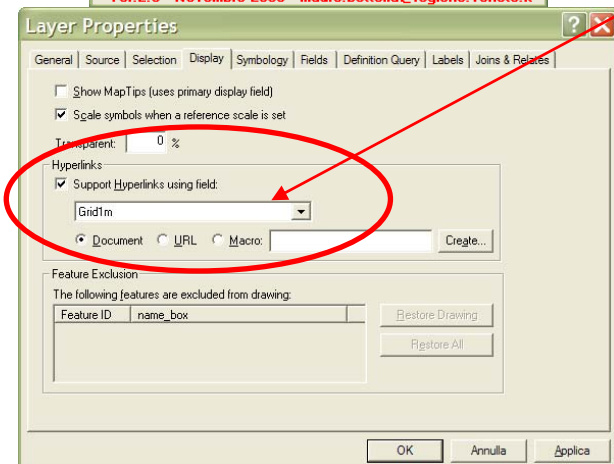 Layer Properties
General Source Selection Display Symbology Fields Definition Query Labels Joins & Relates
Show MapTips (uses primary display field)
Scale symbols when a reference scale is set
Transparent: 0 %
Hyperlinks
Support Hyperlinks using field:
Grid1m
Document URL Macro: Create...
Feature Exclusion
The following features are excluded from drawing:
Feature ID name_box
Restore Drawing
Restore All
OK Annulla Applica